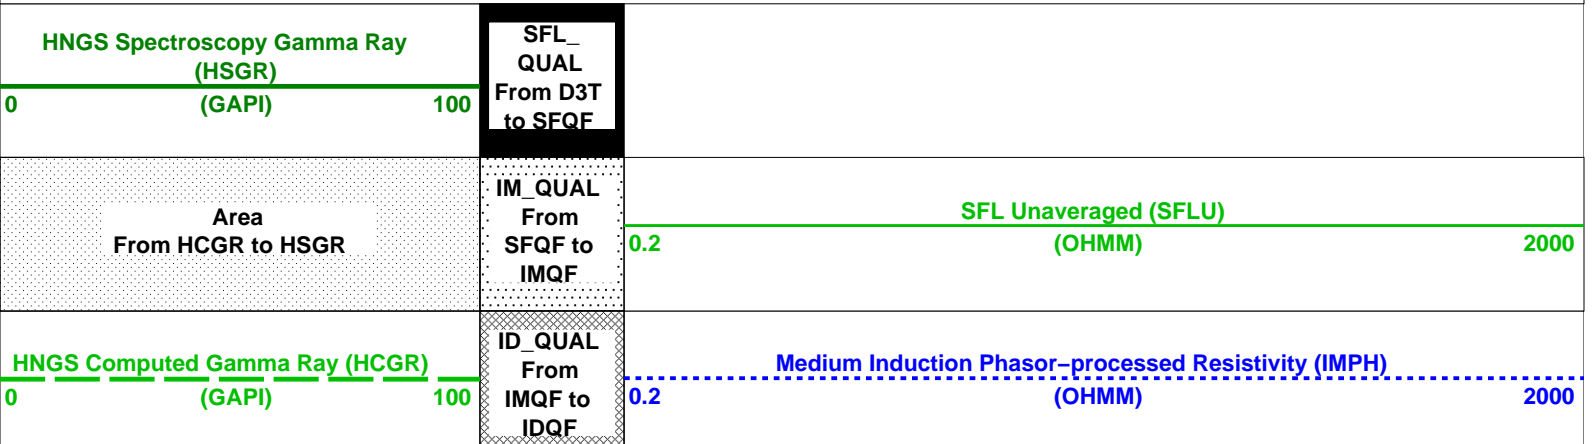 HNGS Spectroscopy Gamma Ray
(HSGR)
0 (GAPI) 100
SFL_
QUAL
From D3T
to SFQF
Area
From HCGR to HSGR
IM_QUAL
From
SFQF to
IMQF
SFL Unaveraged (SFLU)
0.2 (OHMM) 2000
HNGS Computed Gamma Ray (HCGR)
0 (GAPI) 100
ID_QUAL
From
IMQF to
IDQF
Medium Induction Phasor−processed Resistivity (IMPH)
0.2 (OHMM) 2000